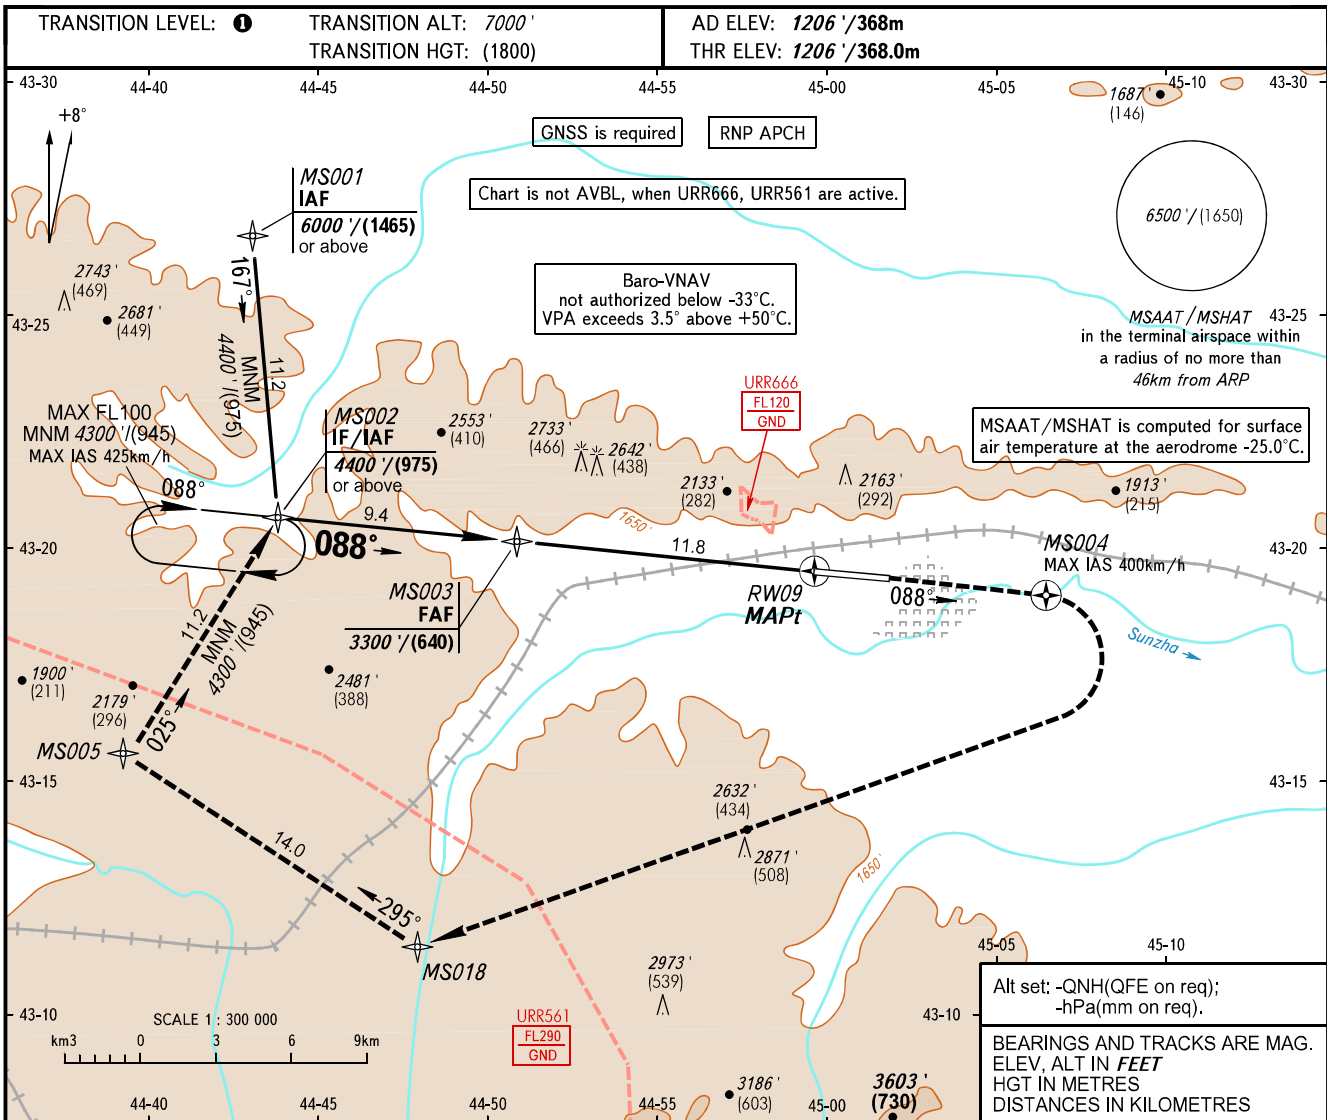 TRANSITION LEVEL: ❶
TRANSITION ALT: 7000 '
TRANSITION HGT: (1800)
AD ELEV: 1206 '/368m
THR ELEV: 1206 '/368.0m
43-30
44-40
44-45
44-50
44-55
45-00
45-05
45-10
43-30
+8°
1687 '
(146)
GNSS is required
RNP APCH
MS001
IAF
6000 '/(1465)
or above
Chart is not AVBL, when URR666, URR561 are active.
6500 '/(1650)
167°
2743 '
(469)
2681 '
(449)
Baro-VNAV
not authorized below -33°C.
VPA exceeds 3.5° above +50°C.
43-25
43-25
MSAAT/MSHAT
in the terminal airspace within
a radius of no more than
46km from ARP
MNM
4400 '/(975)
11.2
URR666
FL120
GND
MAX FL100
MNM 4300 '/(945)
MAX IAS 425km/h
MS002
IF/IAF
4400 '/(975)
or above
2553 '
(410)
2733 '
(466)
2642 '
(438)
MSAAT/MSHAT is computed for surface
air temperature at the aerodrome -25.0°C.
2133 '
(282)
2163 '
(292)
1913 '
(215)
088°
9.4
1650'
088°
11.8
43-20
43-20
MS004
MAX IAS 400km/h
MS003
FAF
3300 '/(640)
RW09
MAPt
088°
Sunzha
11.2
MNM
4300 '/(945)
025°
1900 '
(211)
2179 '
(296)
2481 '
(388)
MS005
43-15
43-15
2632 '
(434)
2871 '
(508)
1650'
14.0
295°
MS018
2973 '
(539)
45-05
45-10
43-10
43-10
SCALE 1 : 300 000
km3 0 3 6 9km
URR561
FL290
GND
Alt set: -QNH(QFE on req);
-hPa(mm on req).
BEARINGS AND TRACKS ARE MAG.
ELEV, ALT IN FEET
HGT IN METRES
DISTANCES IN KILOMETRES
3186 '
(603)
3603 '
(730)
44-40
44-45
44-50
44-55
45-00